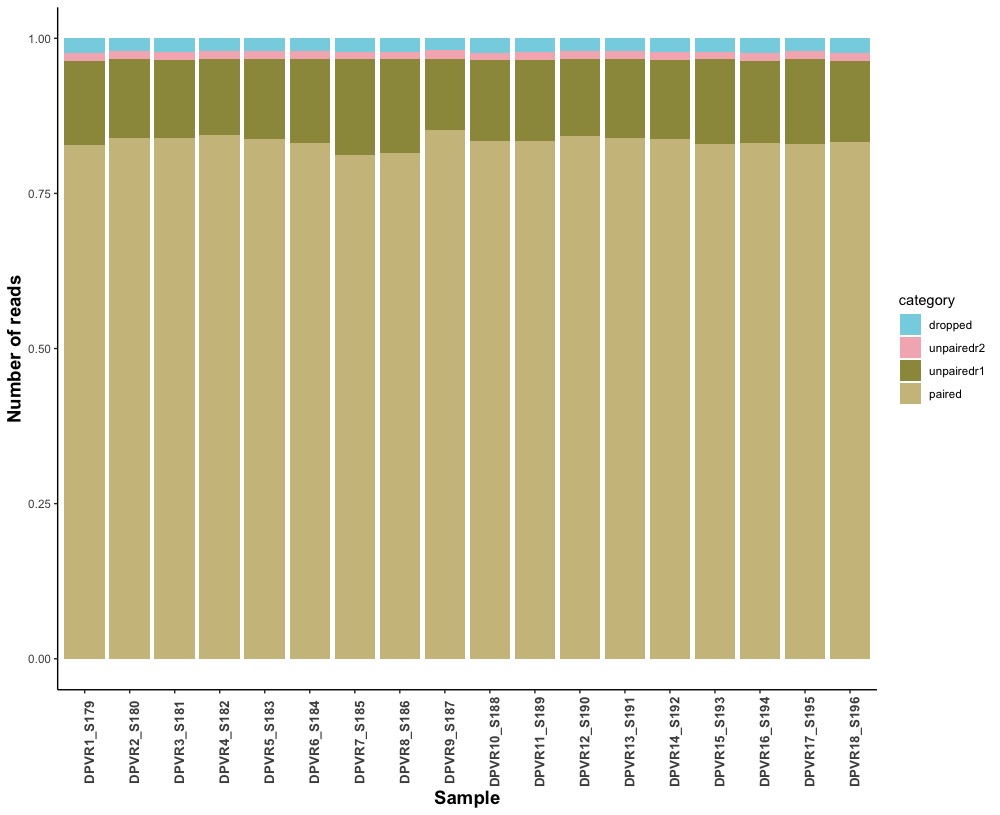 Number of reads
1.00
0.75
0.50
0.25
0.00
DPVR1_S179
DPVR2_S180
DPVR3_S181
DPVR4_S182
DPVR5_S183
DPVR6_S184
DPVR7_S185
DPVR8_S186
DPVR9_S187
DPVR10_S188
DPVR11_S189
DPVR12_S190
DPVR13_S191
DPVR14_S192
DPVR15_S193
DPVR16_S194
DPVR17_S195
DPVR18_S196
Sample
category
dropped
unpairedr2
unpairedr1
paired